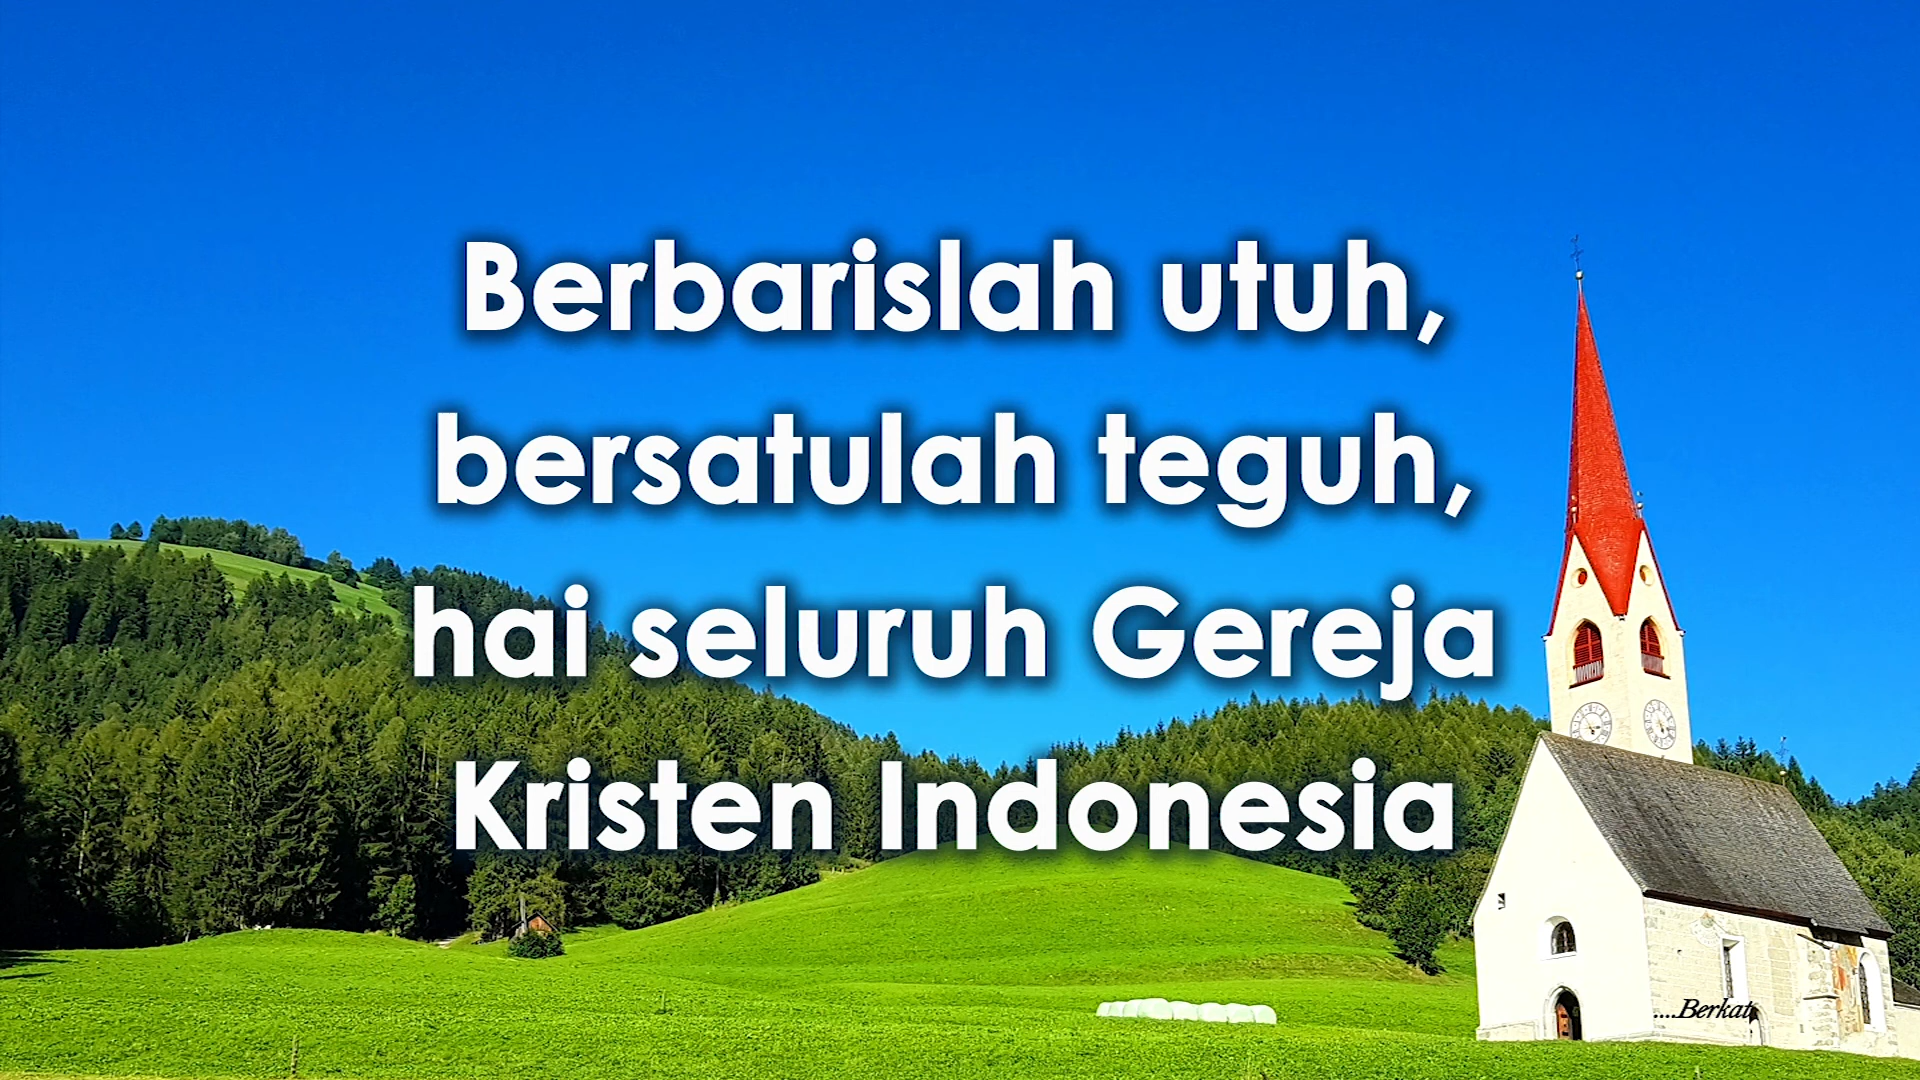 Berbarislah utuh,
bersatulah teguh,
hai seluruh Gereja
Kristen Indonesia
....Berkat